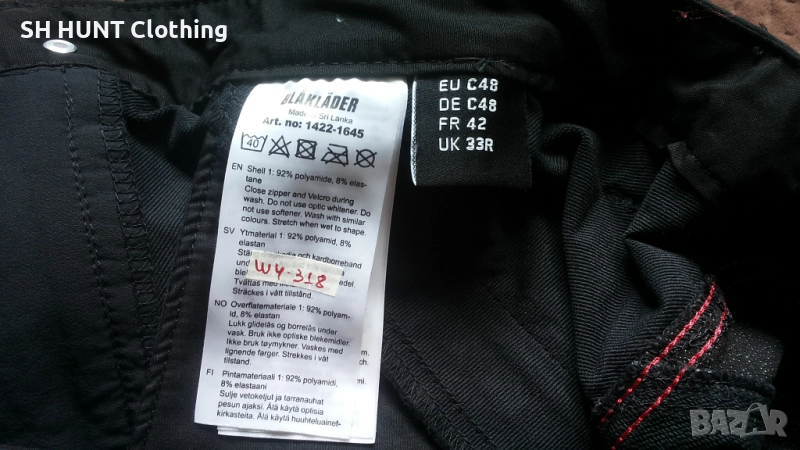 SH HUNT Clothing
BLÅKLÄDER
Made in Sri Lanka
Art. no: 1422-1645
40
EN Shell 1: 92% polyamide, 8% elas-
tane
Close zipper and Velcro during
wash. Do not use optic whitener. Do
not use softener. Wash with similar
colours. Stretch when wet to shape.
SV Ytmaterial 1: 92% polyamid, 8%
elastan
och kardborreband
und
W4-318
Tvättas med
Sträckes i vått tillstånd.
NO Overflatemateriale 1: 92% polyam-
id, 8% elastan
Lukk glidelås og borrelås under
vask. Bruk ikke optiske blekemidler.
Bruk ikke tøymykner. Vaskes med
lignende farger. Strekkes i våt
tilstand.
FI Pintamateriaali 1: 92% polyamidi,
8% elastaani
Sulje vetoketjut ja tarranauhat
pesun ajaksi. Älä käytä optisia
kirkasteita. Älä käytä huuhteluainet-
EU C48
DE C48
FR 42
UK 33R
BAZAR